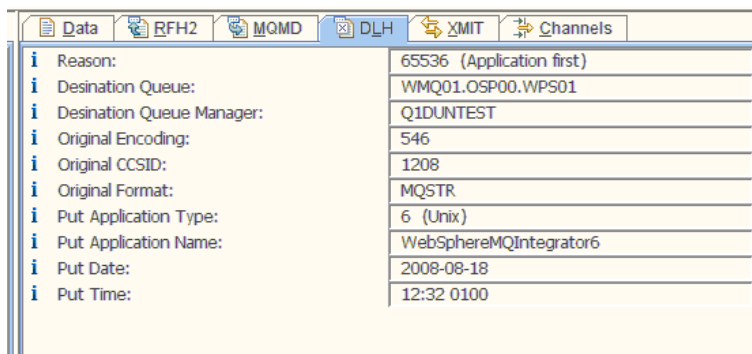 Data RFH2 MQMD DLH XMIT Channels
Reason: 65536 (Application first)
Desination Queue: WMQ01.OSP00.WPS01
Desination Queue Manager: Q1DUNTEST
Original Encoding: 546
Original CCSID: 1208
Original Format: MQSTR
Put Application Type: 6 (Unix)
Put Application Name: WebSphereMQIntegrator6
Put Date: 2008-08-18
Put Time: 12:32 0100